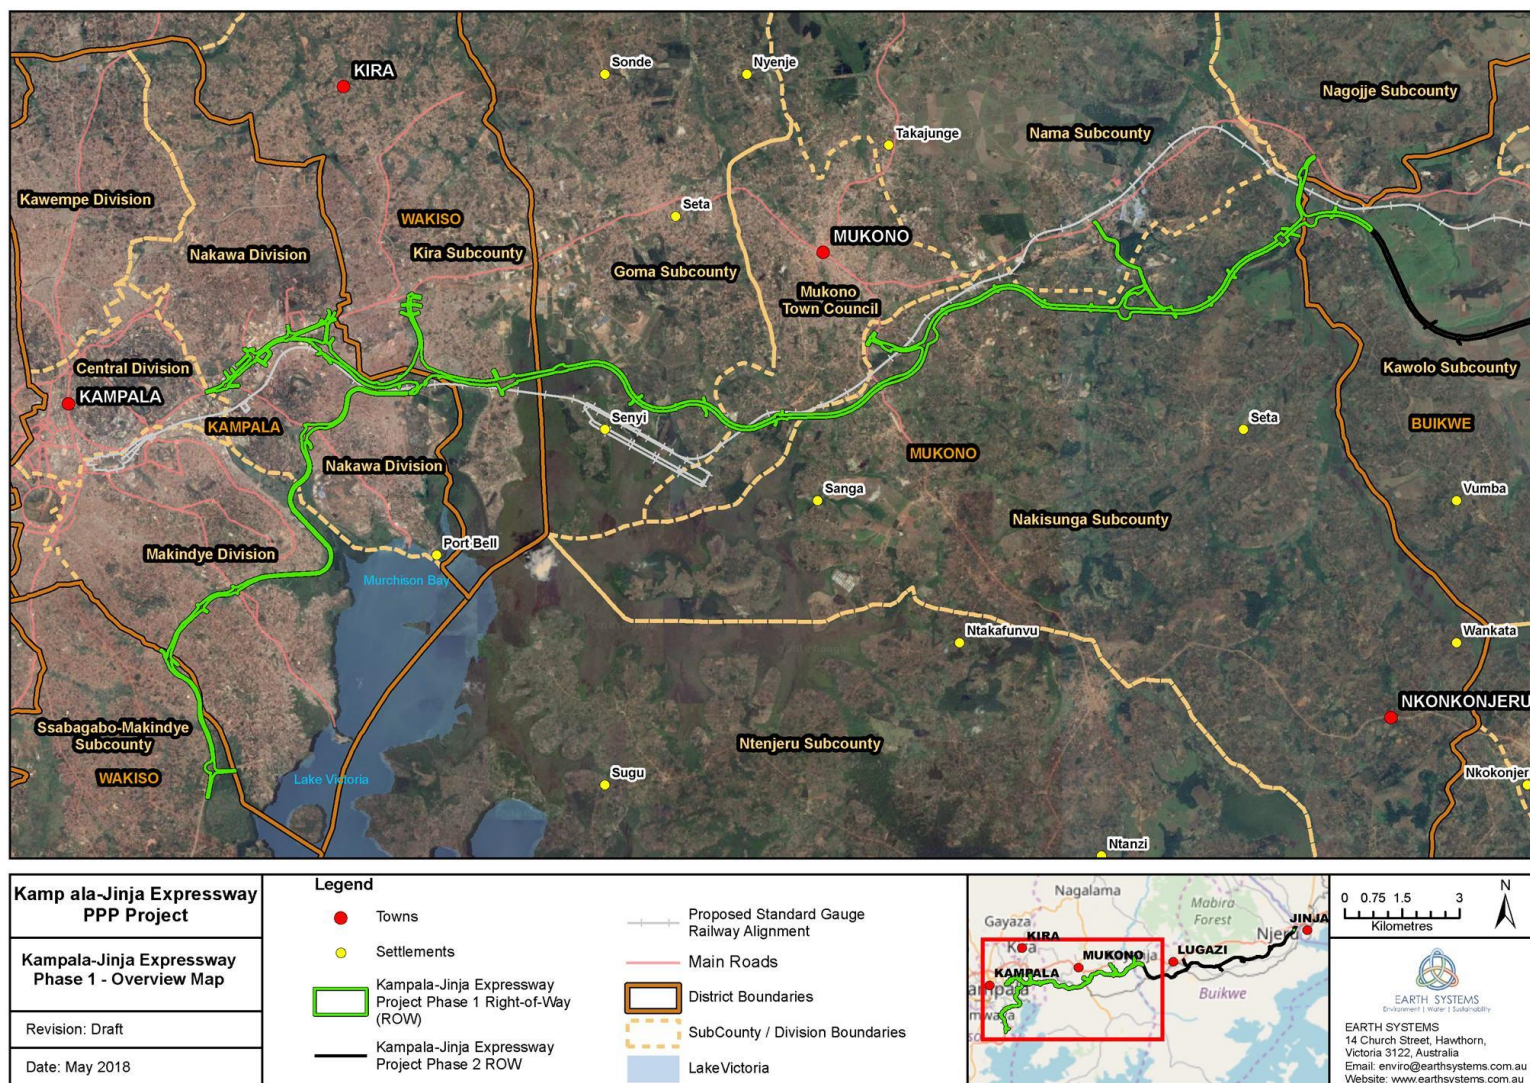 KIRA
Sonde
Nyenje
Nagojje Subcounty
Takajunge
Nama Subcounty
Kawempe Division
Seta
WAKISO
MUKONO
Nakawa Division
Kira Subcounty
Goma Subcounty
Mukono
Town Council
Central Division
Kawolo Subcounty
KAMPALA
KAMPALA
Senyi
Seta
BUIKWE
MUKONO
Nakawa Division
Sanga
Vumba
Nakisunga Subcounty
Makindye Division
Port Bell
Murchison Bay
Ntakafunvu
Wankata
NKONKONJERU
Ssabagabo-Makindye
Subcounty
Ntenjeru Subcounty
WAKISO
Lake Victoria
Sugu
Nkokonjer
Ntanzi
Kamp ala-Jinja Expressway
PPP Project
Kampala-Jinja Expressway
Phase 1 - Overview Map
Revision: Draft
Date: May 2018
Legend
Towns
Settlements
Kampala-Jinja Expressway
Project Phase 1 Right-of-Way
(ROW)
Kampala-Jinja Expressway
Project Phase 2 ROW
Proposed Standard Gauge
Railway Alignment
Main Roads
District Boundaries
SubCounty / Division Boundaries
LakeVictoria
Nagalama
Mabira
Forest
Gayaza
JINJA
Njeru
KIRA
LUGAZI
MUKONO
KAMPALA
Buikwe
0 0.75 1.5 3
Kilometres
N
EARTH SYSTEMS
Environment | Water | Sustainability
EARTH SYSTEMS
14 Church Street, Hawthorn,
Victoria 3122, Australia
Email: enviro@earthsystems.com.au
Website: www.earthsystems.com.au